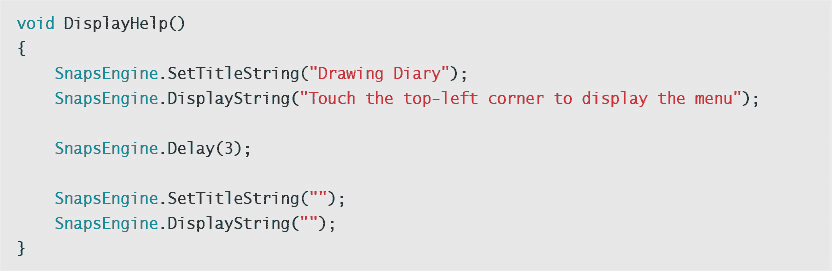 void DisplayHelp()
{
    SnapsEngine.SetTitleString("Drawing Diary");
    SnapsEngine.DisplayString("Touch the top-left corner to display the menu");

    SnapsEngine.Delay(3);

    SnapsEngine.SetTitleString("");
    SnapsEngine.DisplayString("");
}